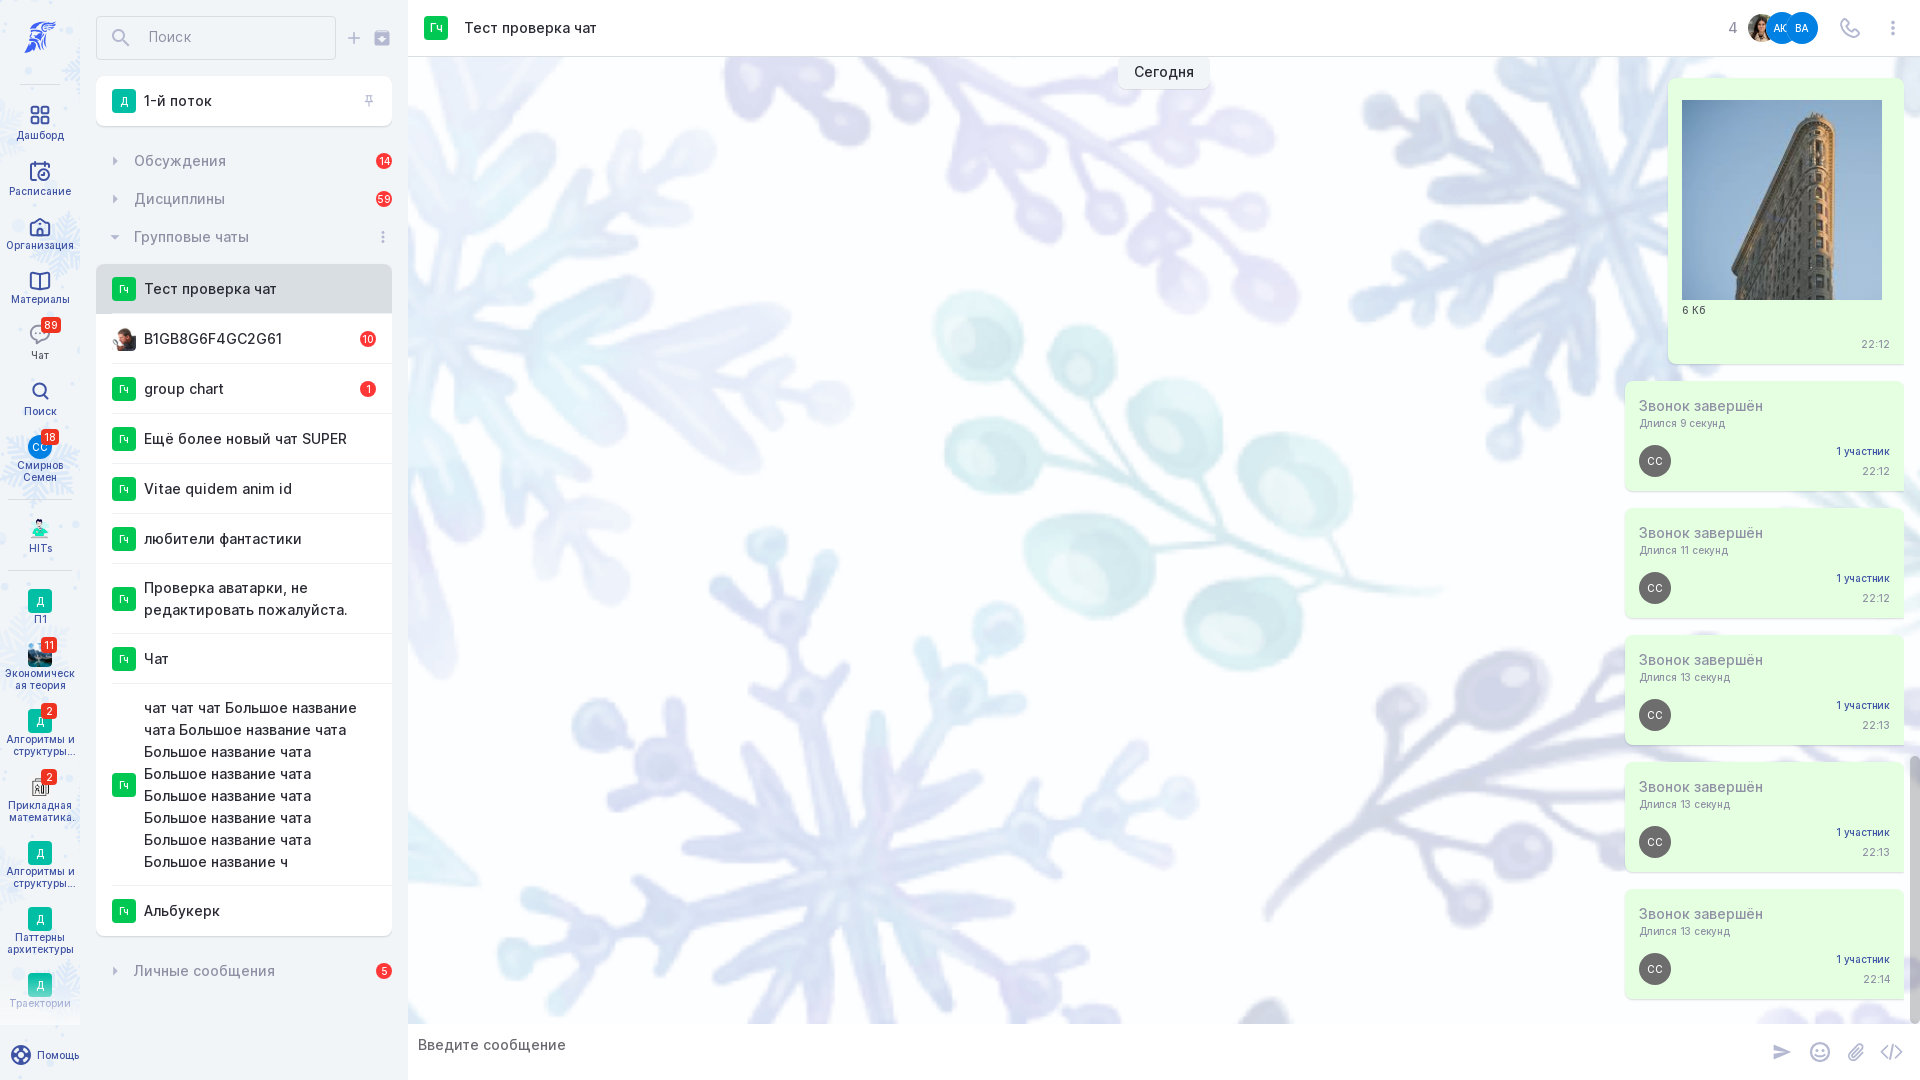 Дашборд
Расписание
Организация
Материалы
89
Чат
Поиск
СС
18
Смирнов
Семен
HITs
Д
П1
11
Экономическ
ая теория
Д
2
Алгоритмы и
структуры...
2
Прикладная
математика.
Д
Алгоритмы и
структуры...
Д
Паттерны
архитектуры
Д
Траектории
Помощь
Поиск
Д
1-й поток
Обсуждения
14
Дисциплины
59
Групповые чаты
Гч
Тест проверка чат
B1GB8G6F4GC2G61
10
Гч
group chart
1
Гч
Ещё более новый чат SUPER
Гч
Vitae quidem anim id
Гч
любители фантастики
Гч
Проверка аватарки, не
редактировать пожалуйста.
Гч
Чат
Гч
чат чат чат Большое название
чата Большое название чата
Большое название чата
Большое название чата
Большое название чата
Большое название чата
Большое название чата
Большое название ч
Гч
Альбукерк
Личные сообщения
5
Гч
Тест проверка чат
4
АК
ВА
Сегодня
6 Кб
22:12
Звонок завершён
Длился 9 секунд
СС
1 участник
22:12
Звонок завершён
Длился 11 секунд
СС
1 участник
22:12
Звонок завершён
Длился 13 секунд
СС
1 участник
22:13
Звонок завершён
Длился 13 секунд
СС
1 участник
22:13
Звонок завершён
Длился 13 секунд
СС
1 участник
22:14
Введите сообщение